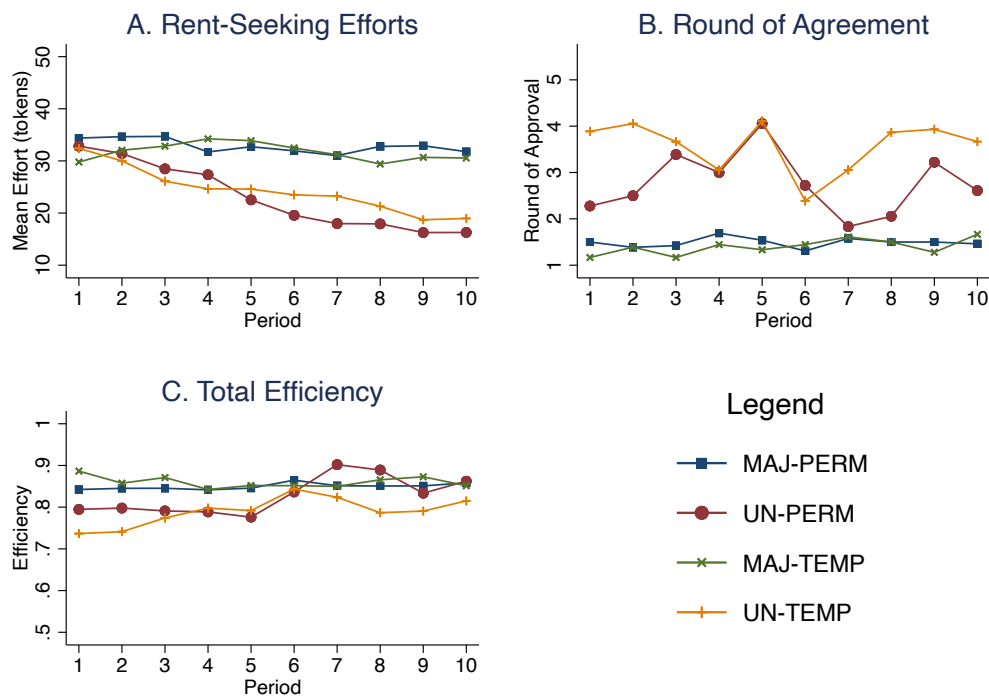 A. Rent-Seeking Efforts
Mean Effort (tokens)
50
40
30
20
10
1 2 3 4 5 6 7 8 9 10
Period
B. Round of Agreement
Round of Approval
5
4
3
2
1
1 2 3 4 5 6 7 8 9 10
Period
C. Total Efficiency
Efficiency
1
.9
.8
.7
.6
.5
1 2 3 4 5 6 7 8 9 10
Period
Legend
MAJ-PERM
UN-PERM
MAJ-TEMP
UN-TEMP